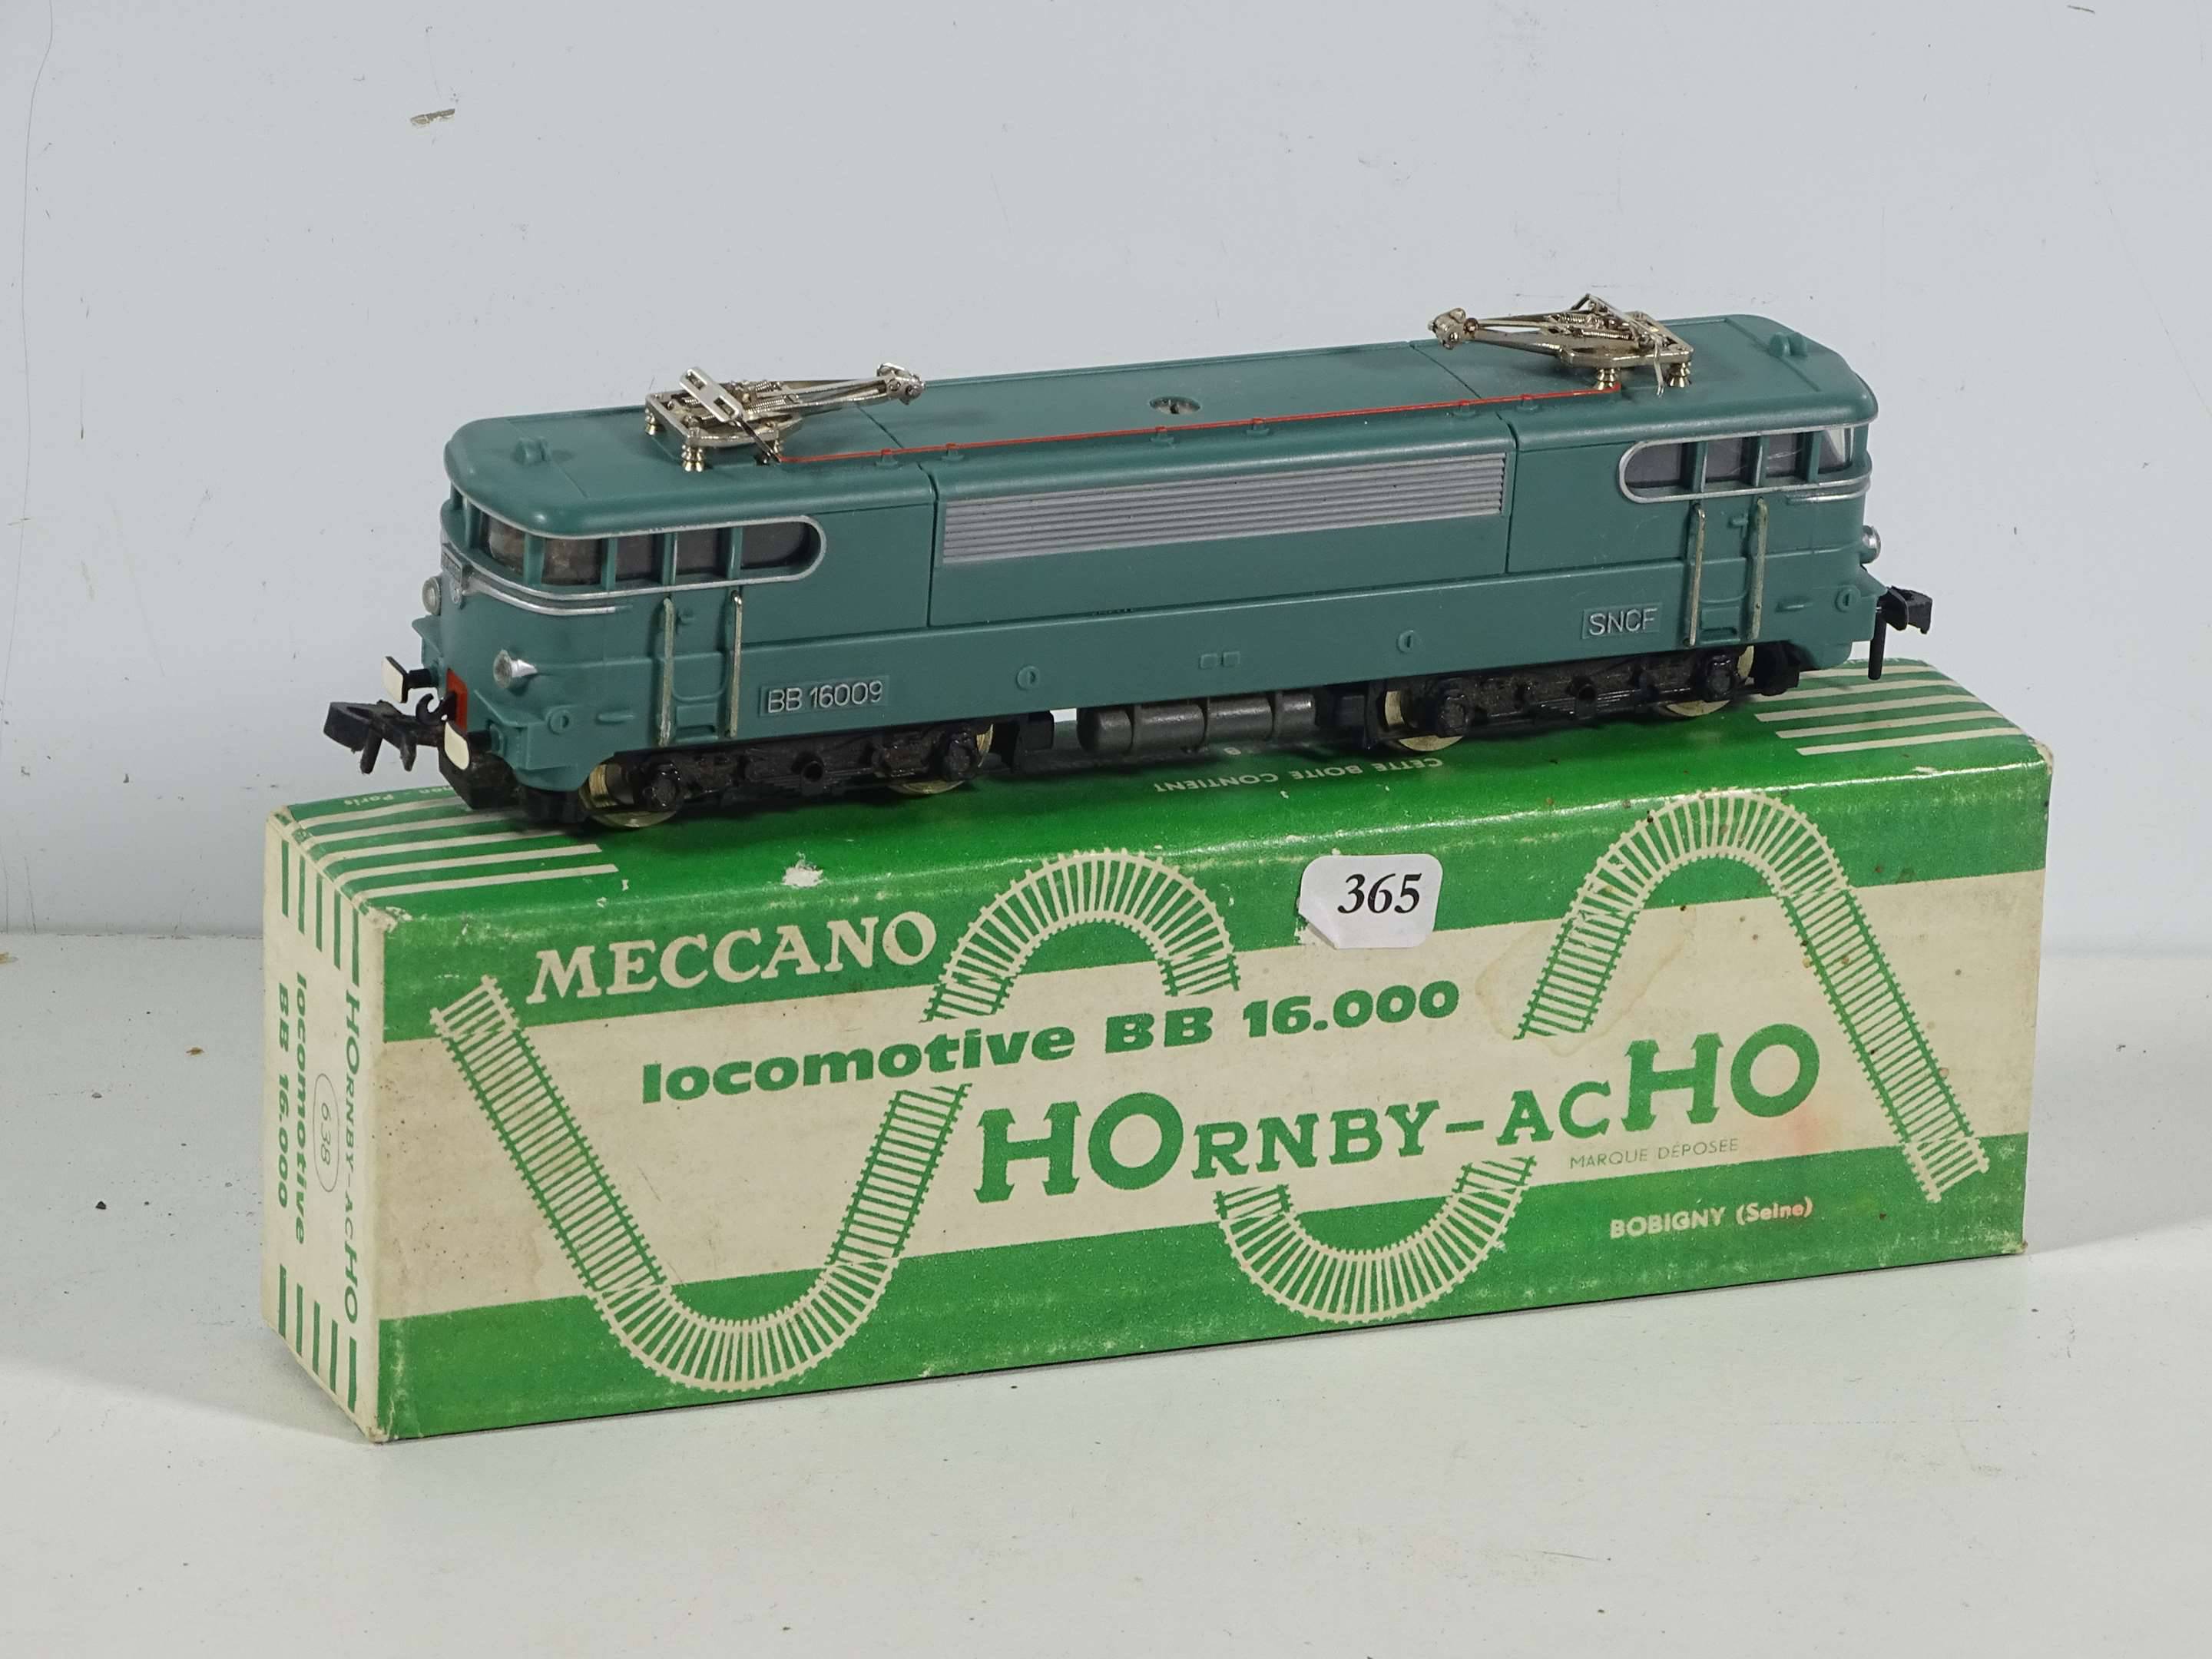 BB 16009
SNCF
CETTE BOITE CONTIENT
Paris
365
MECCANO
locomotive BB 16.000
HORNBY-ACHO
MARQUE DÉPOSÉE
BOBIGNY (Seine)
HORNBY-ACHO
638
locomotive
BB 16.000